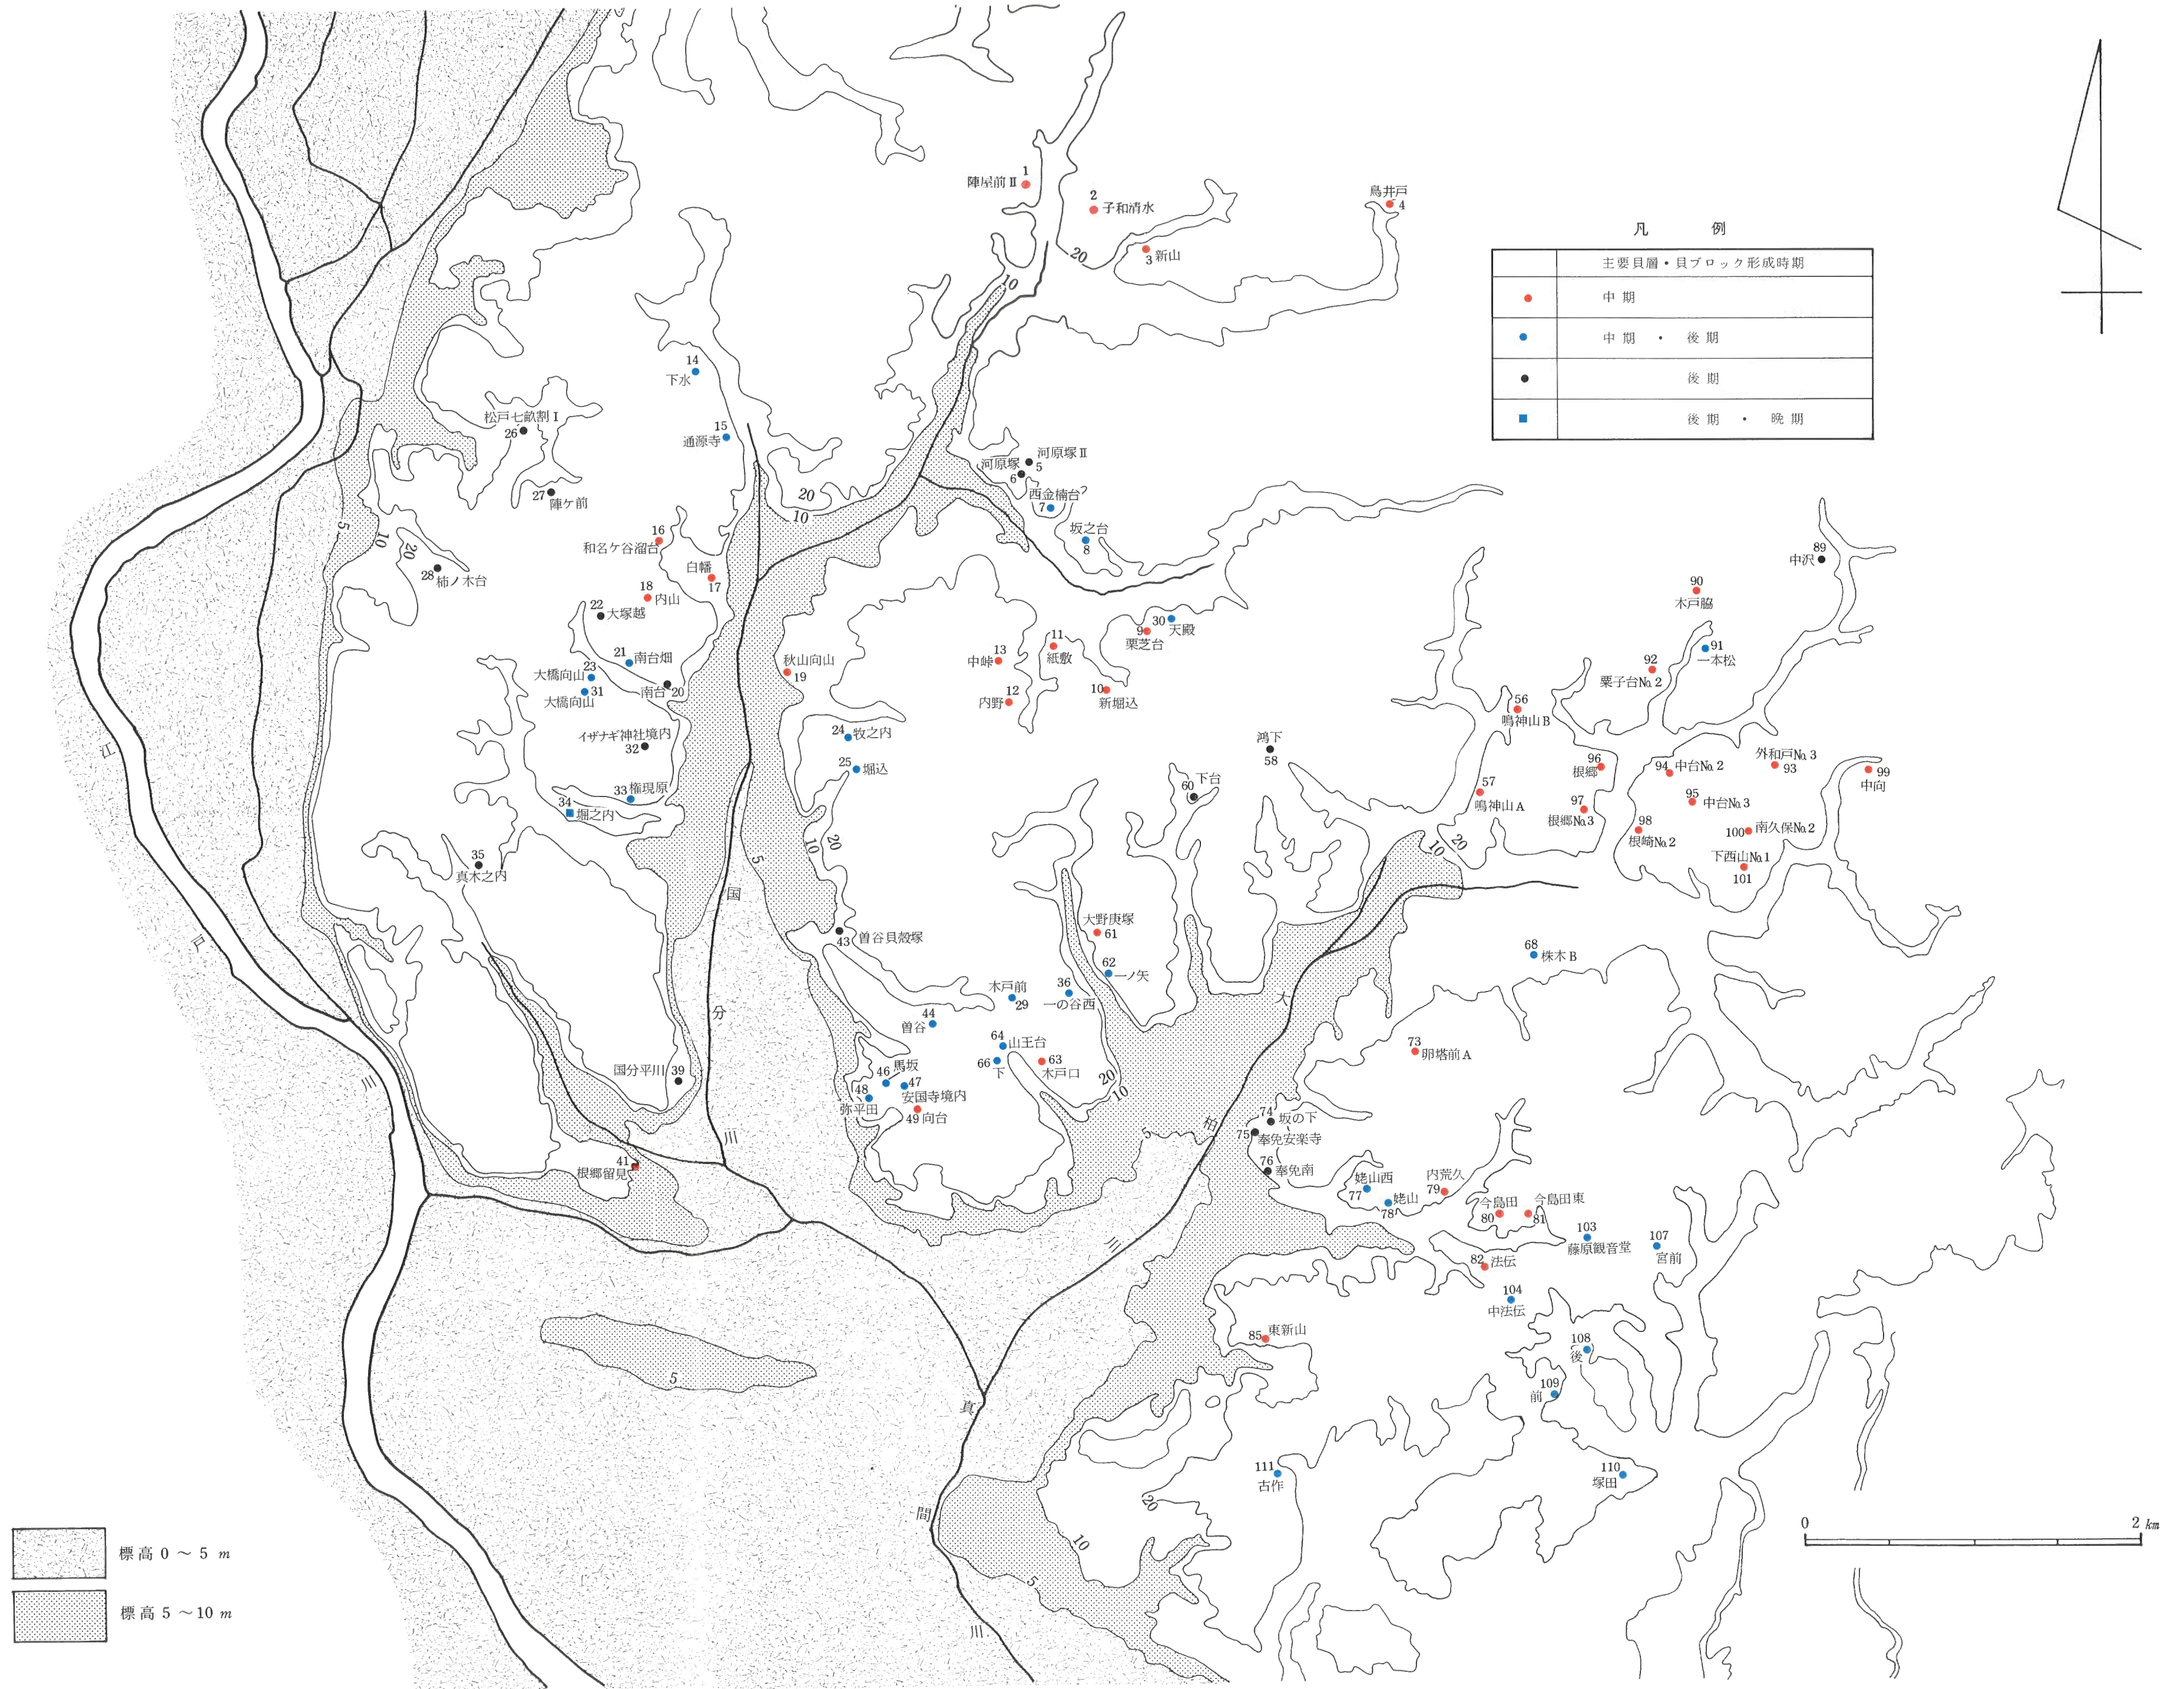 凡 例
主要貝層・貝ブロック形成時期
中 期
中 期 ・ 後 期
後 期
後 期 ・ 晩 期
1
陣屋前Ⅱ
2
子和清水
3 新山
鳥井戸
4
20
10
14
下水
15
通源寺
松戸七畝割Ⅰ
26
27
陣ケ前
5
10
20
28 柿ノ木台
20
10
河原塚Ⅱ
5
河原塚
6
西金楠台
7
坂之台
8
16
和名ケ谷溜台
白幡
17
18
内山
22
大塚越
21
南台畑
23
大橋向山
31
大橋向山
南台 20
秋山向山
19
イザナギ神社境内
32
33 権現原
34
堀之内
35
真木之内
24 牧之内
25 堀込
13
中峠
12
内野
11
紙敷
9
栗芝台
30
天殿
10
新堀込
鴻下
58
60 下台
56
鳴神山B
57
鳴神山A
89
中沢
90
木戸脇
91
一本松
92
栗子台№2
外和戸№3
93
94 中台№2
95
中台№3
96
根郷
97
根郷№3
98
根崎№2
99
中向
100 南久保№2
下西山№1
101
20
10
20
10
5
43 曽谷貝殻塚
大野庚塚
61
62
一ノ矢
36
一の谷西
木戸前
29
44
曽谷
64
山王台
66
下
63
木戸口
46 馬坂
47
安国寺境内
48
弥平田
49 向台
20
10
68
株木B
73
卯塔前A
74
坂の下
75
奉免安楽寺
76
奉免南
姥山西
77
姥山
78
内荒久
79
今島田
80
今島田東
81
82 法伝
103
藤原観音堂
107
宮前
104
中法伝
108
後
109
前
110
塚田
85 東新山
111
古作
国分平川 39
41
根郷留見
江
戸
川
国
分
川
大
柏
川
真
間
川
5
20
10
5
0 2 km
標高 0 ～ 5 m
標高 5 ～ 10 m